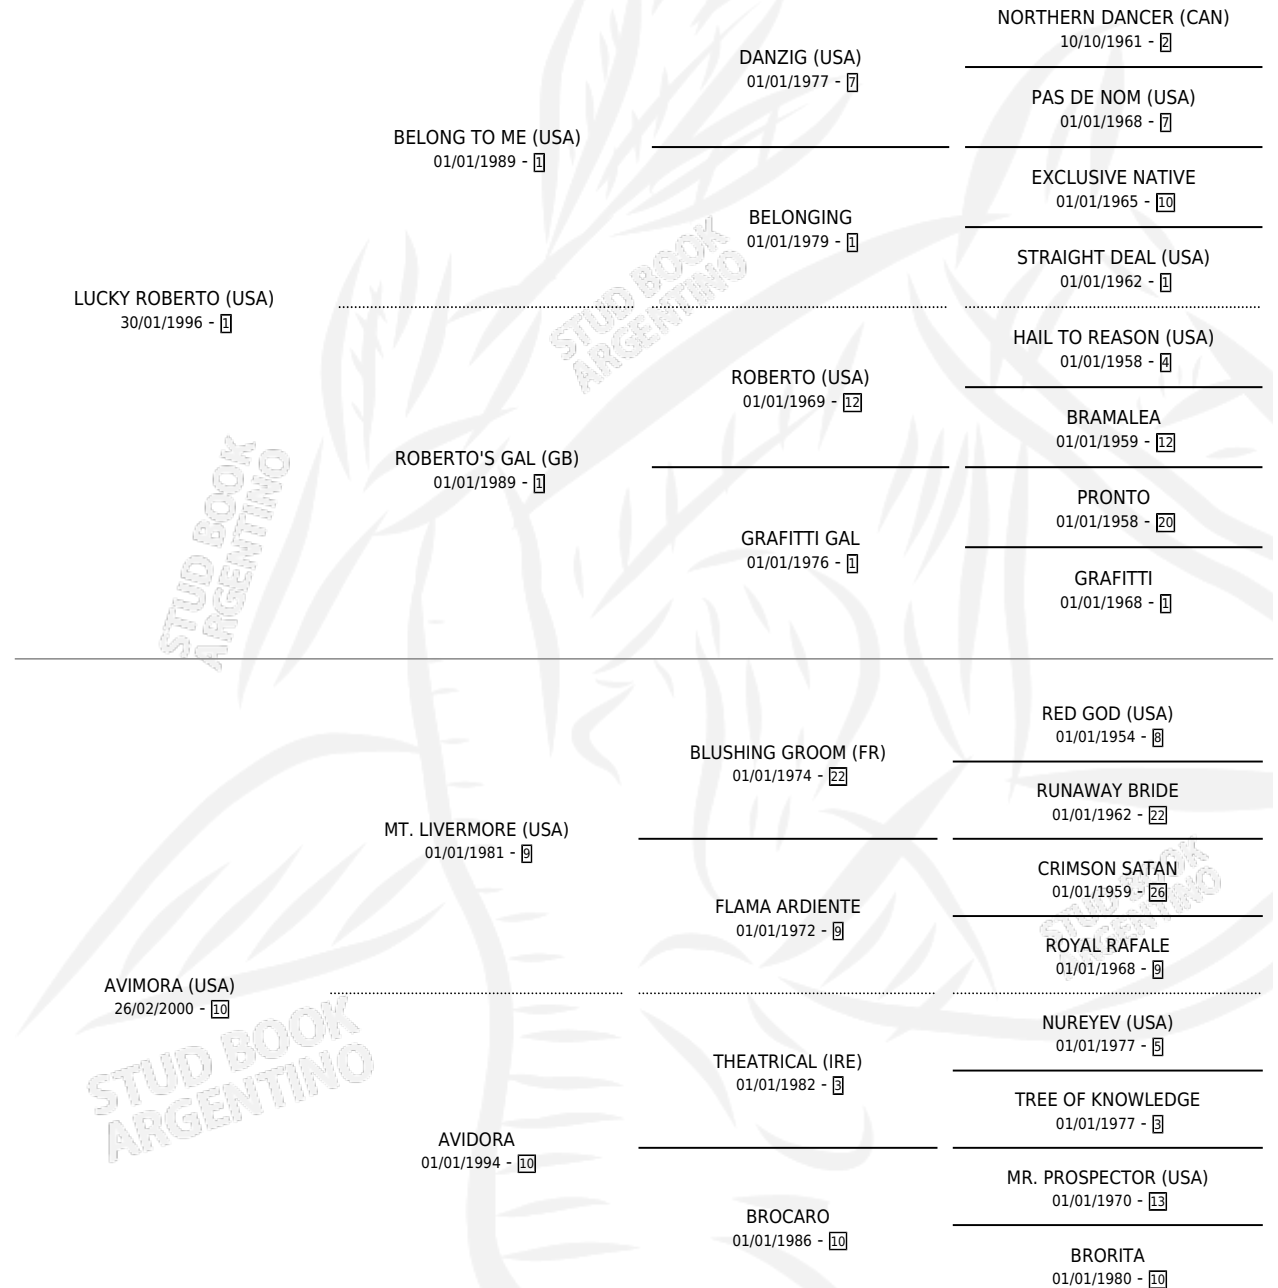 NORTHERN DANCER (CAN)
10/10/1961 - 2
DANZIG (USA)
01/01/1977 - 7
PAS DE NOM (USA)
01/01/1968 - 7
BELONG TO ME (USA)
01/01/1989 - 1
EXCLUSIVE NATIVE
01/01/1965 - 10
BELONGING
01/01/1979 - 1
STRAIGHT DEAL (USA)
01/01/1962 - 1
LUCKY ROBERTO (USA)
30/01/1996 - 1
STUD BOOK
ARGENTINO
HAIL TO REASON (USA)
01/01/1958 - 4
ROBERTO (USA)
01/01/1969 - 12
BRAMALEA
01/01/1959 - 12
ROBERTO'S GAL (GB)
01/01/1989 - 1
PRONTO
01/01/1958 - 20
GRAFITTI GAL
01/01/1976 - 1
GRAFITTI
01/01/1968 - 1
STUD BOOK
ARGENTINO
RED GOD (USA)
01/01/1954 - 8
BLUSHING GROOM (FR)
01/01/1974 - 22
RUNAWAY BRIDE
01/01/1962 - 22
MT. LIVERMORE (USA)
01/01/1981 - 9
CRIMSON SATAN
01/01/1959 - 26
FLAMA ARDIENTE
01/01/1972 - 9
STUD BOOK
ARGENTINO
ROYAL RAFALE
01/01/1968 - 9
AVIMORA (USA)
26/02/2000 - 10
NUREYEV (USA)
01/01/1977 - 5
THEATRICAL (IRE)
01/01/1982 - 3
TREE OF KNOWLEDGE
01/01/1977 - 3
STUD BOOK
ARGENTINO
AVIDORA
01/01/1994 - 10
MR. PROSPECTOR (USA)
01/01/1970 - 13
BROCARO
01/01/1986 - 10
BRORITA
01/01/1980 - 10